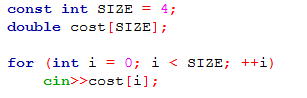 const int SIZE = 4;
double cost[SIZE];
for (int i = 0; i < SIZE; ++i)
cin>>cost[i];